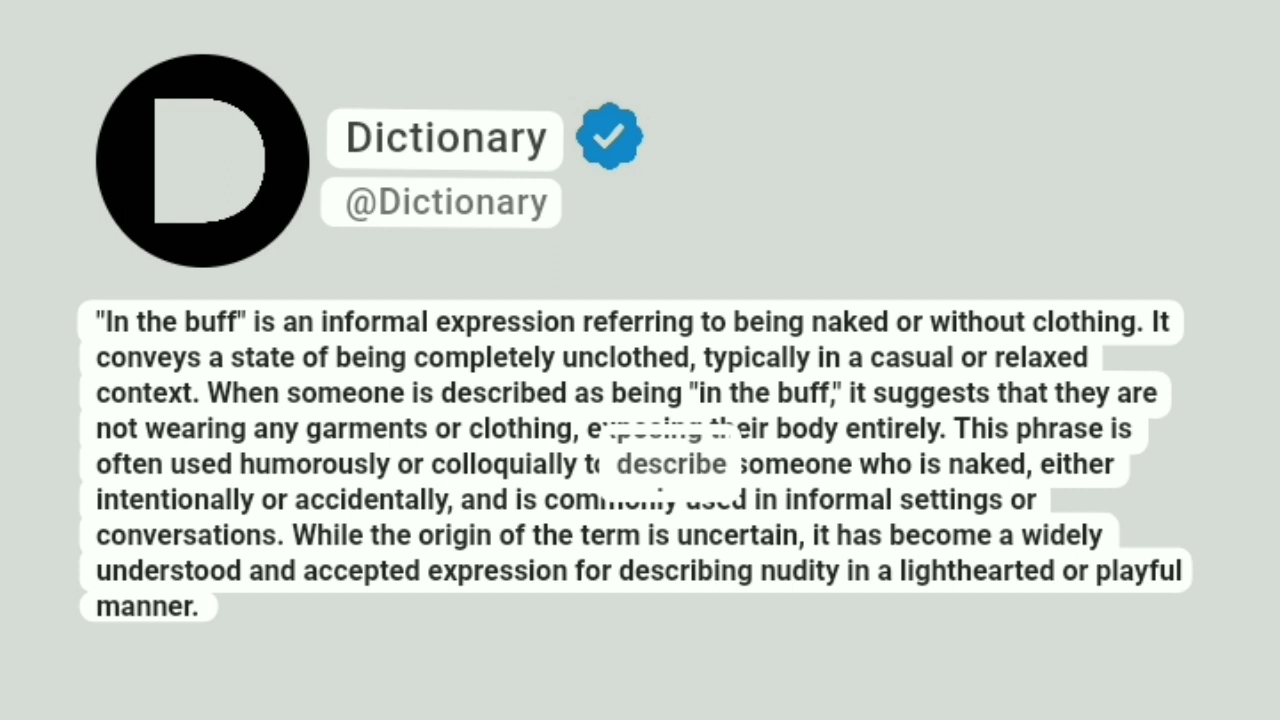 D
Dictionary
@Dictionary
"In the buff" is an informal expression referring to being naked or without clothing. It
conveys a state of being completely unclothed, typically in a casual or relaxed
context. When someone is described as being "in the buff," it suggests that they are
not wearing any garments or clothing, exposing their body entirely. This phrase is
often used humorously or colloquially to describe someone who is naked, either
intentionally or accidentally, and is commonly used in informal settings or
conversations. While the origin of the term is uncertain, it has become a widely
understood and accepted expression for describing nudity in a lighthearted or playful
manner.